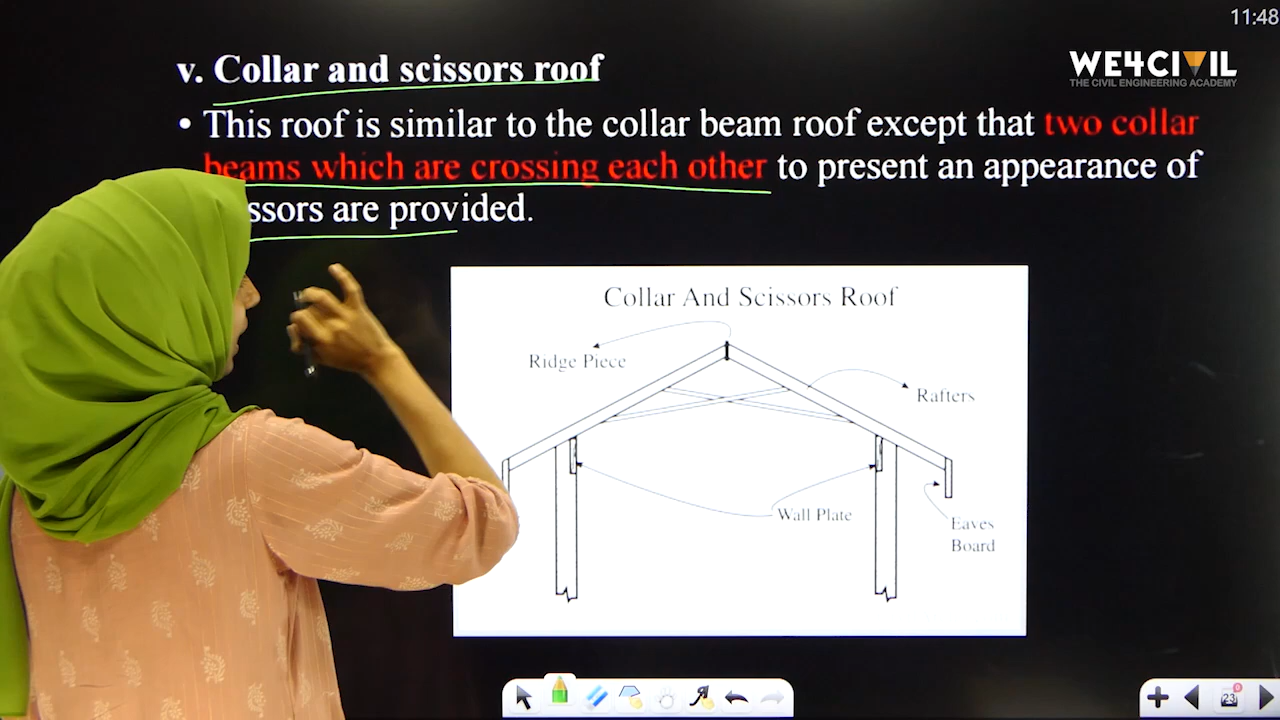 11:48
WE4CIVIL
THE CIVIL ENGINEERING ACADEMY
v. Collar and scissors roof
• This roof is similar to the collar beam roof except that two collar
beams which are crossing each other to present an appearance of
are provided.
Collar And Scissors Roof
Ridge Piece
Rafters
Wall Plate
Eaves
Board
23